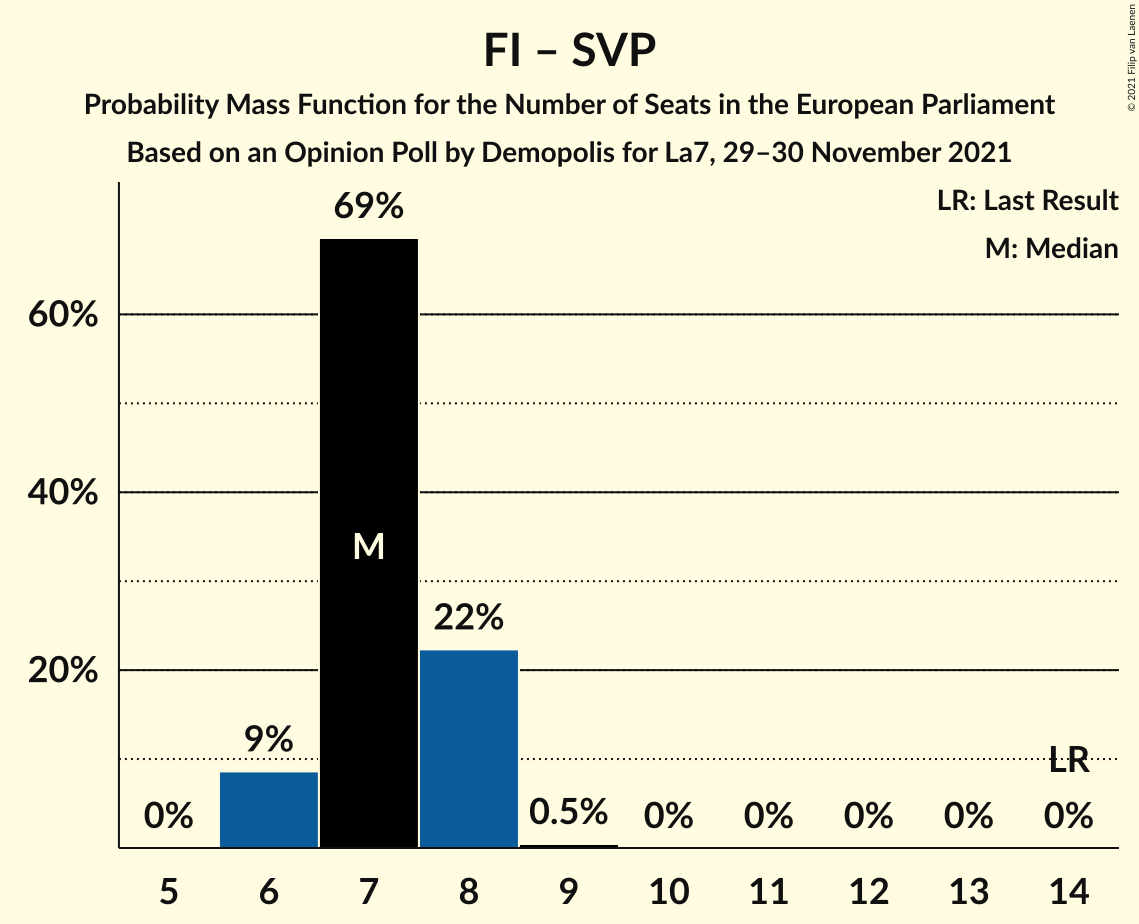 FI – SVP
Probability Mass Function for the Number of Seats in the European Parliament
Based on an Opinion Poll by Demopolis for La7, 29–30 November 2021
© 2021 Filip van Laenen
LR: Last Result
M: Median
60%
40%
20%
0%
9%
69%
M
22%
0.5%
0%
0%
0%
0%
LR
0%
5 6 7 8 9 10 11 12 13 14